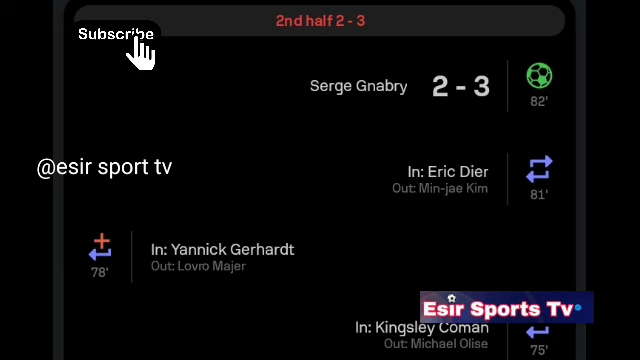 2nd half 2 - 3
Subscribe
Serge Gnabry 2 - 3
82'
@esir sport tv
In: Eric Dier
Out: Min-jae Kim
81'
In: Yannick Gerhardt
Out: Lovro Majer
78'
Esir Sports Tv
In: Kingsley Coman
Out: Michael Olise
75'